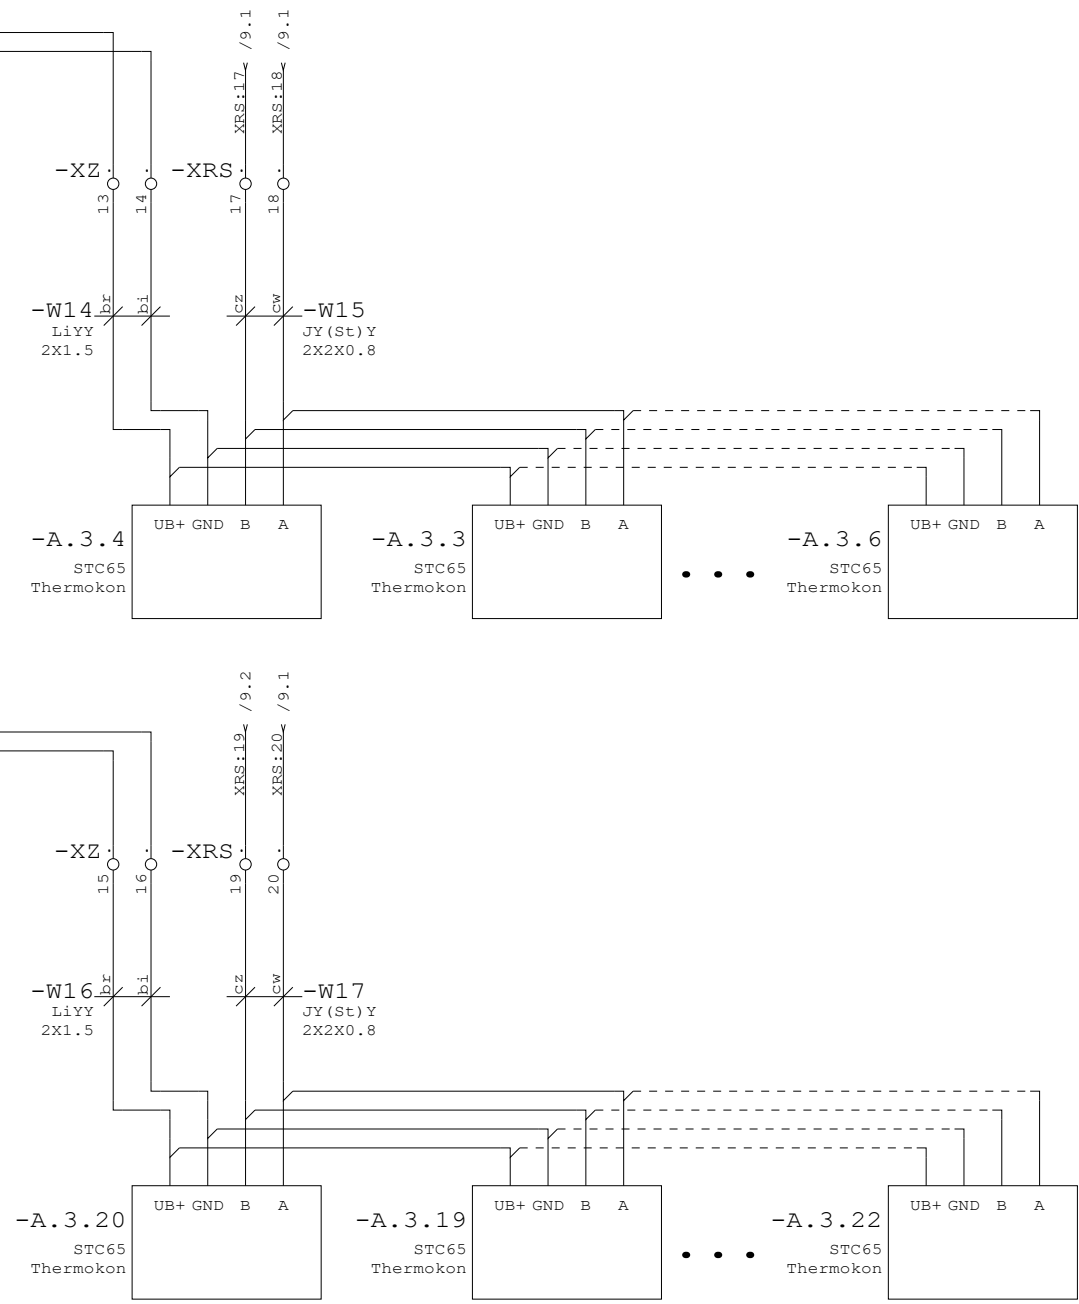 /9.1
/9.1
XRS:17
XRS:18
-XZ
-XRS
13
14
17
18
-W14
br
bi
cz
cw
-W15
LiYY
2X1.5
JY(St)Y
2X2X0.8
UB+ GND B A
UB+ GND B A
UB+ GND B A
-A.3.4
STC65
Thermokon
-A.3.3
STC65
Thermokon
-A.3.6
STC65
Thermokon
/9.2
/9.1
XRS:19
XRS:20
-XZ
-XRS
15
16
19
20
-W16
br
bi
cz
cw
-W17
LiYY
2X1.5
JY(St)Y
2X2X0.8
UB+ GND B A
UB+ GND B A
UB+ GND B A
-A.3.20
STC65
Thermokon
-A.3.19
STC65
Thermokon
-A.3.22
STC65
Thermokon